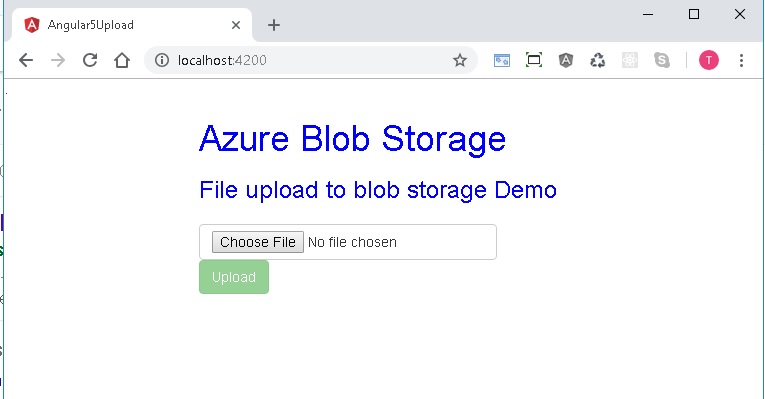 Angular5Upload
localhost:4200
T
Azure Blob Storage
File upload to blob storage Demo
Choose File No file chosen
Upload